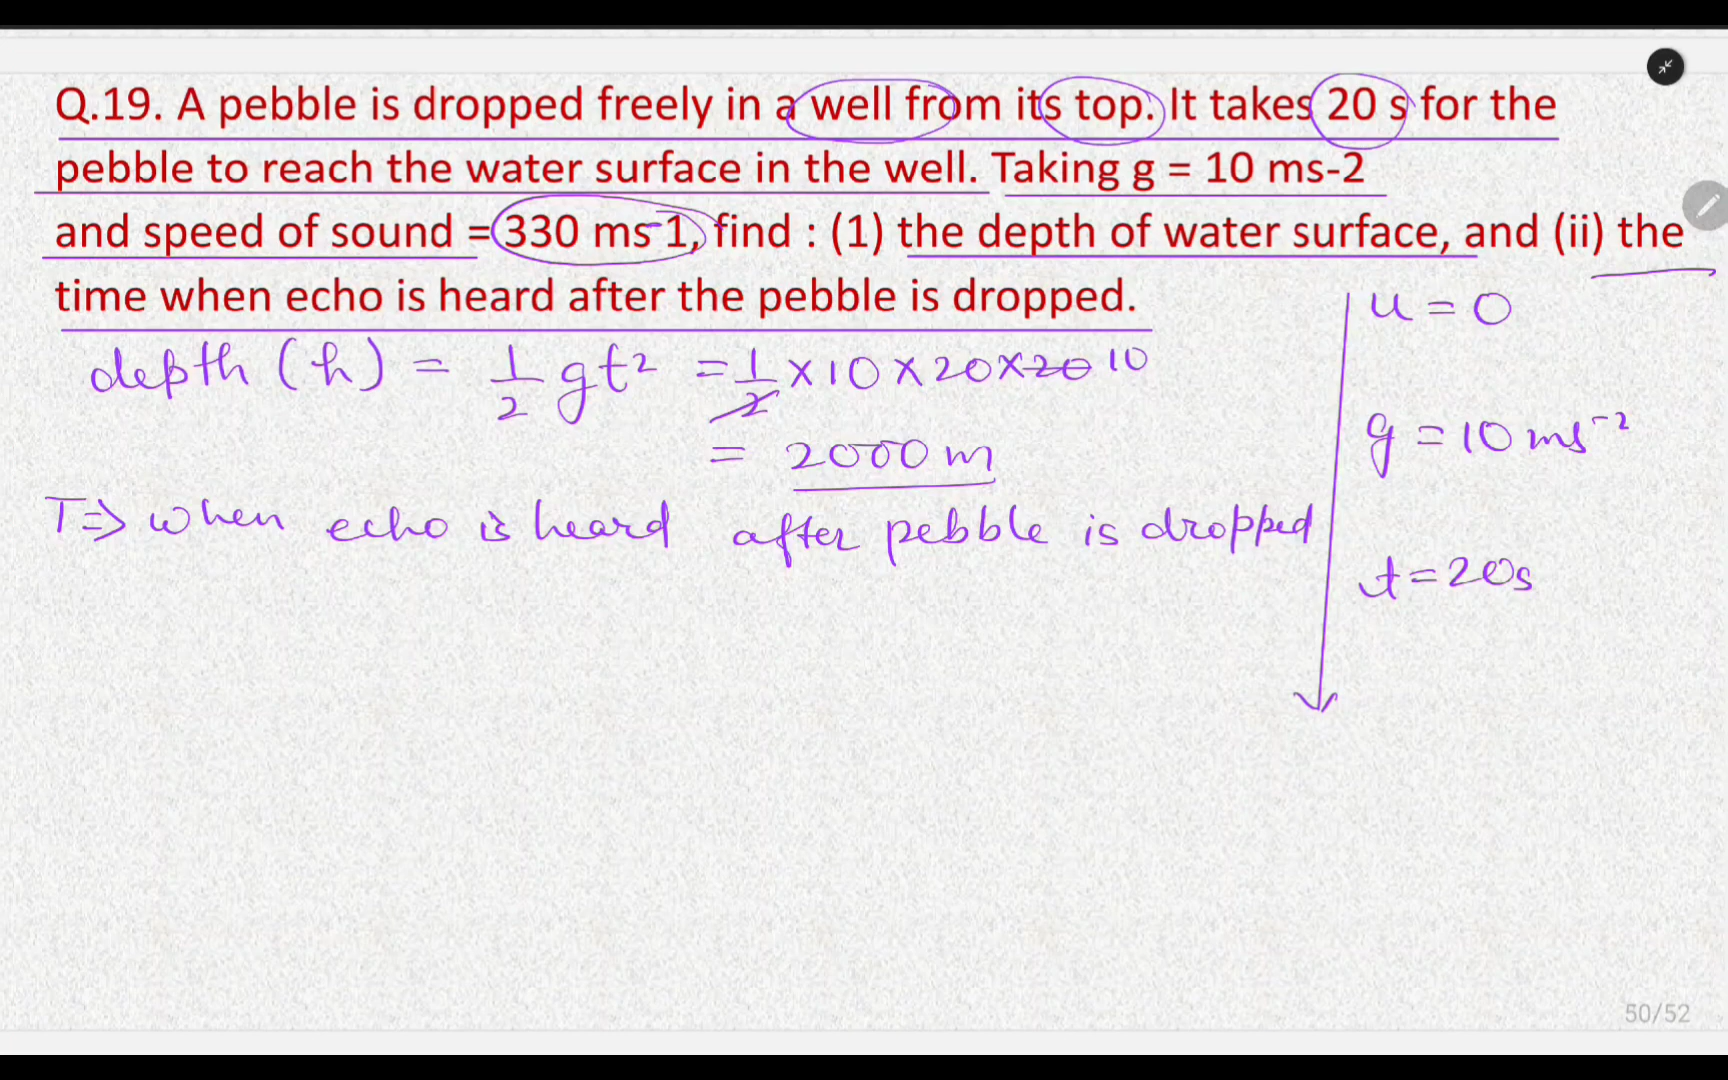 Q.19. A pebble is dropped freely in a well from its top. It takes 20 s for the
pebble to reach the water surface in the well. Taking g = 10 ms-2
and speed of sound = 330 ms-1, find : (1) the depth of water surface, and (ii) the
time when echo is heard after the pebble is dropped.
u = 0
depth (h) = 1/2 gt² = 1/2 × 10 × 20 × 20 10
= 2000 m
g = 10 ms⁻²
T ⇒ when echo is heard after pebble is dropped
t = 20s
50/52